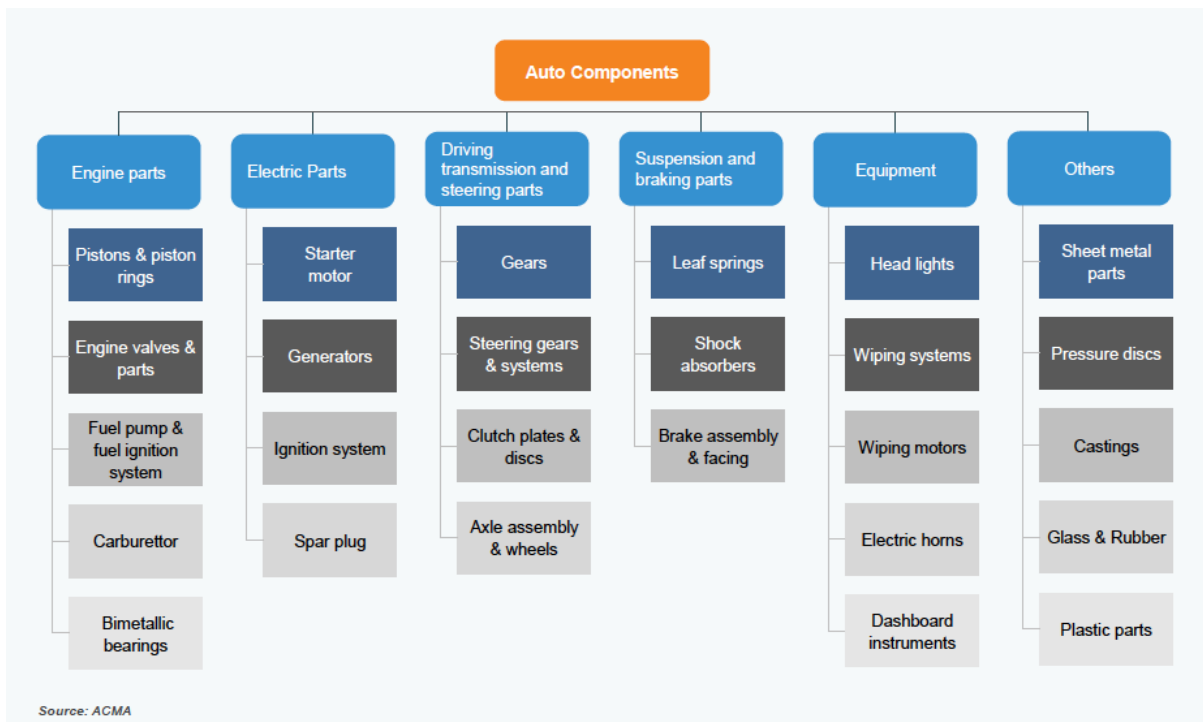 Auto Components
Engine parts
Pistons & piston
rings
Engine valves &
parts
Fuel pump &
fuel ignition
system
Carburettor
Bimetallic
bearings
Electric Parts
Starter
motor
Generators
Ignition system
Spar plug
Driving
transmission and
steering parts
Gears
Steering gears
& systems
Clutch plates &
discs
Axle assembly
& wheels
Suspension and
braking parts
Leaf springs
Shock
absorbers
Brake assembly
& facing
Equipment
Head lights
Wiping systems
Wiping motors
Electric horns
Dashboard
instruments
Others
Sheet metal
parts
Pressure discs
Castings
Glass & Rubber
Plastic parts
Source: ACMA